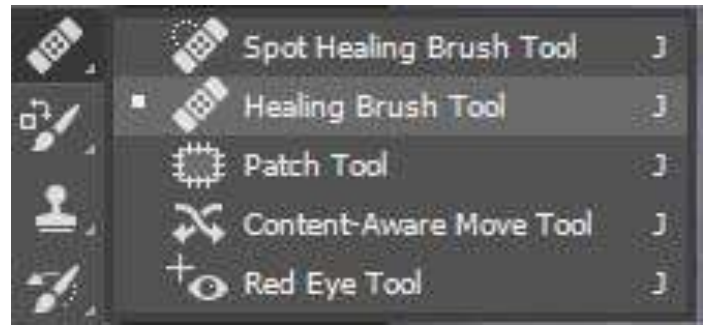 Spot Healing Brush Tool J
Healing Brush Tool J
Patch Tool J
Content-Aware Move Tool J
Red Eye Tool J